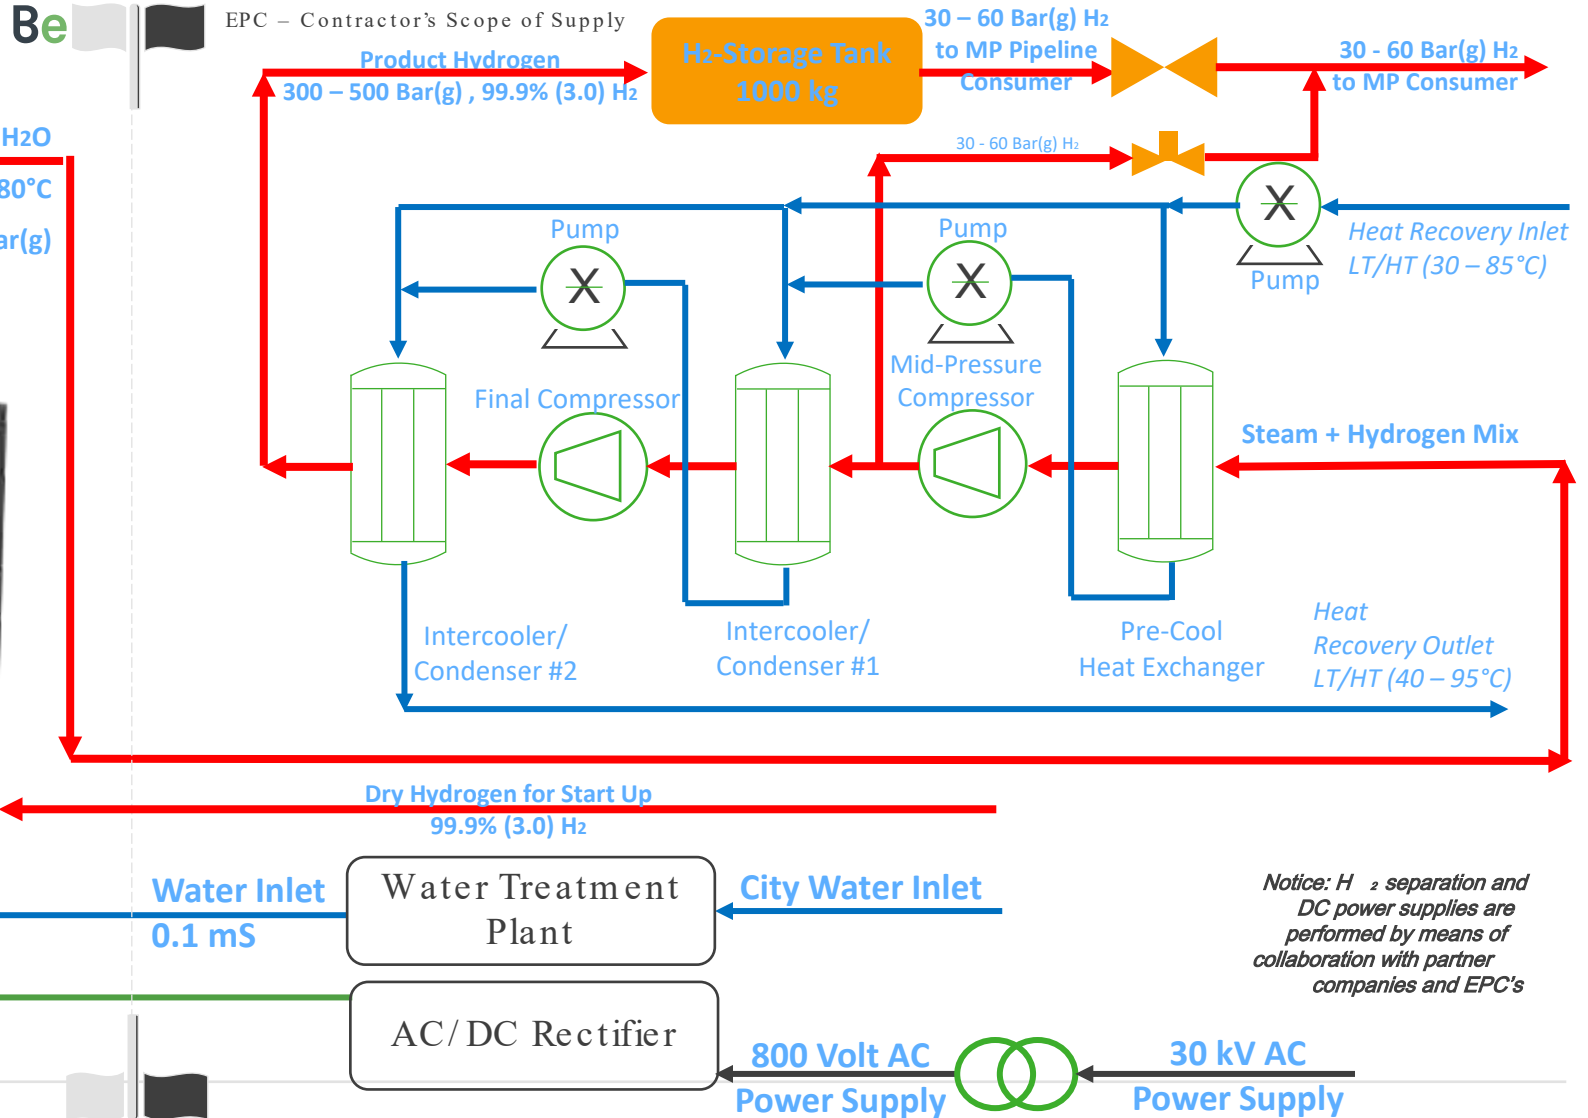 Be
EPC – Contractor's Scope of Supply
Product Hydrogen
300 – 500 Bar(g) , 99.9% (3.0) H2
H2-Storage Tank
1000 kg
30 – 60 Bar(g) H2
to MP Pipeline
Consumer
30 - 60 Bar(g) H2
to MP Consumer
H2O
80°C
ar(g)
30 - 60 Bar(g) H2
Pump
X
Pump
X
X
Pump
Heat Recovery Inlet
LT/HT (30 – 85°C)
Final Compressor
Mid-Pressure
Compressor
Steam + Hydrogen Mix
Intercooler/
Condenser #2
Intercooler/
Condenser #1
Pre-Cool
Heat Exchanger
Heat
Recovery Outlet
LT/HT (40 – 95°C)
Dry Hydrogen for Start Up
99.9% (3.0) H2
Water Inlet
0.1 mS
Water Treatment
Plant
City Water Inlet
Notice: H 2 separation and
DC power supplies are
performed by means of
collaboration with partner
companies and EPC's
AC/DC Rectifier
800 Volt AC
Power Supply
30 kV AC
Power Supply